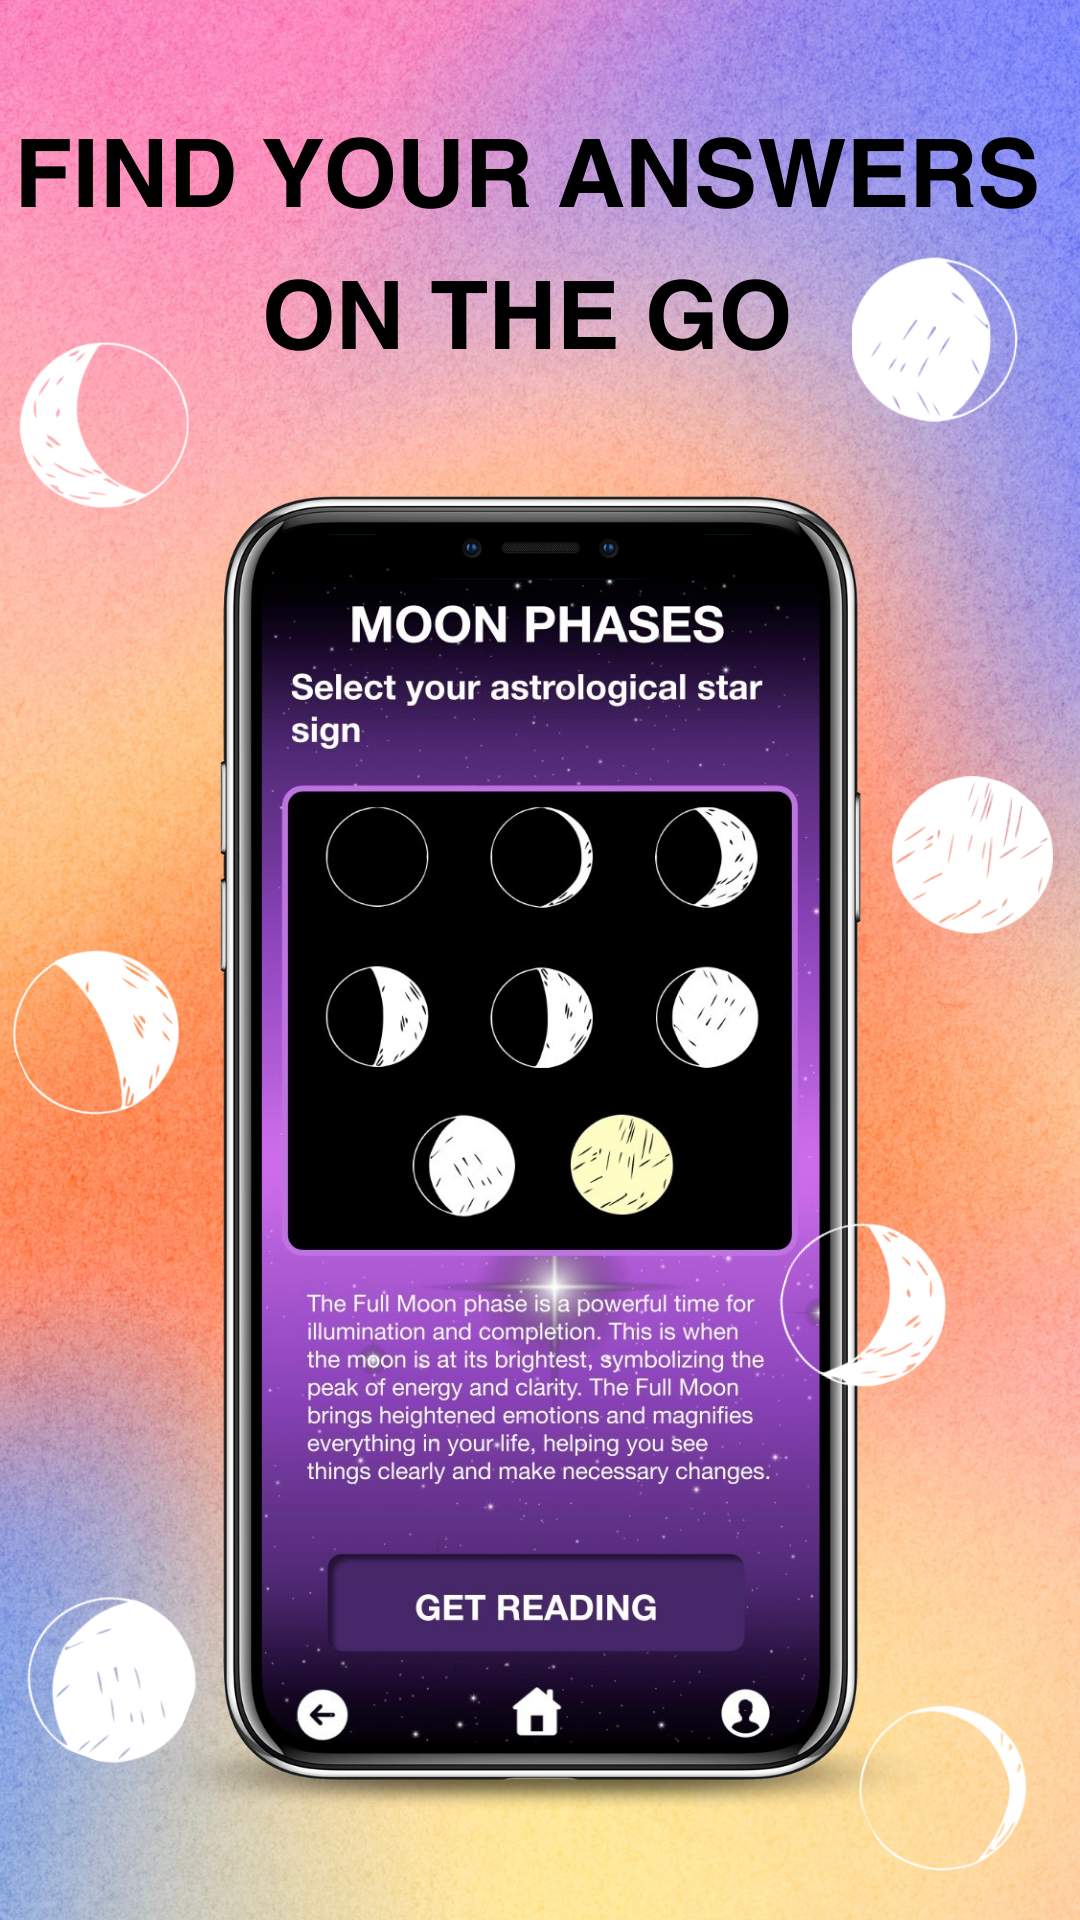 FIND YOUR ANSWERS
ON THE GO
MOON PHASES
Select your astrological star
sign
The Full Moon phase is a powerful time for
illumination and completion. This is when
the moon is at its brightest, symbolizing the
peak of energy and clarity. The Full Moon
brings heightened emotions and magnifies
everything in your life, helping you see
things clearly and make necessary changes.
GET READING